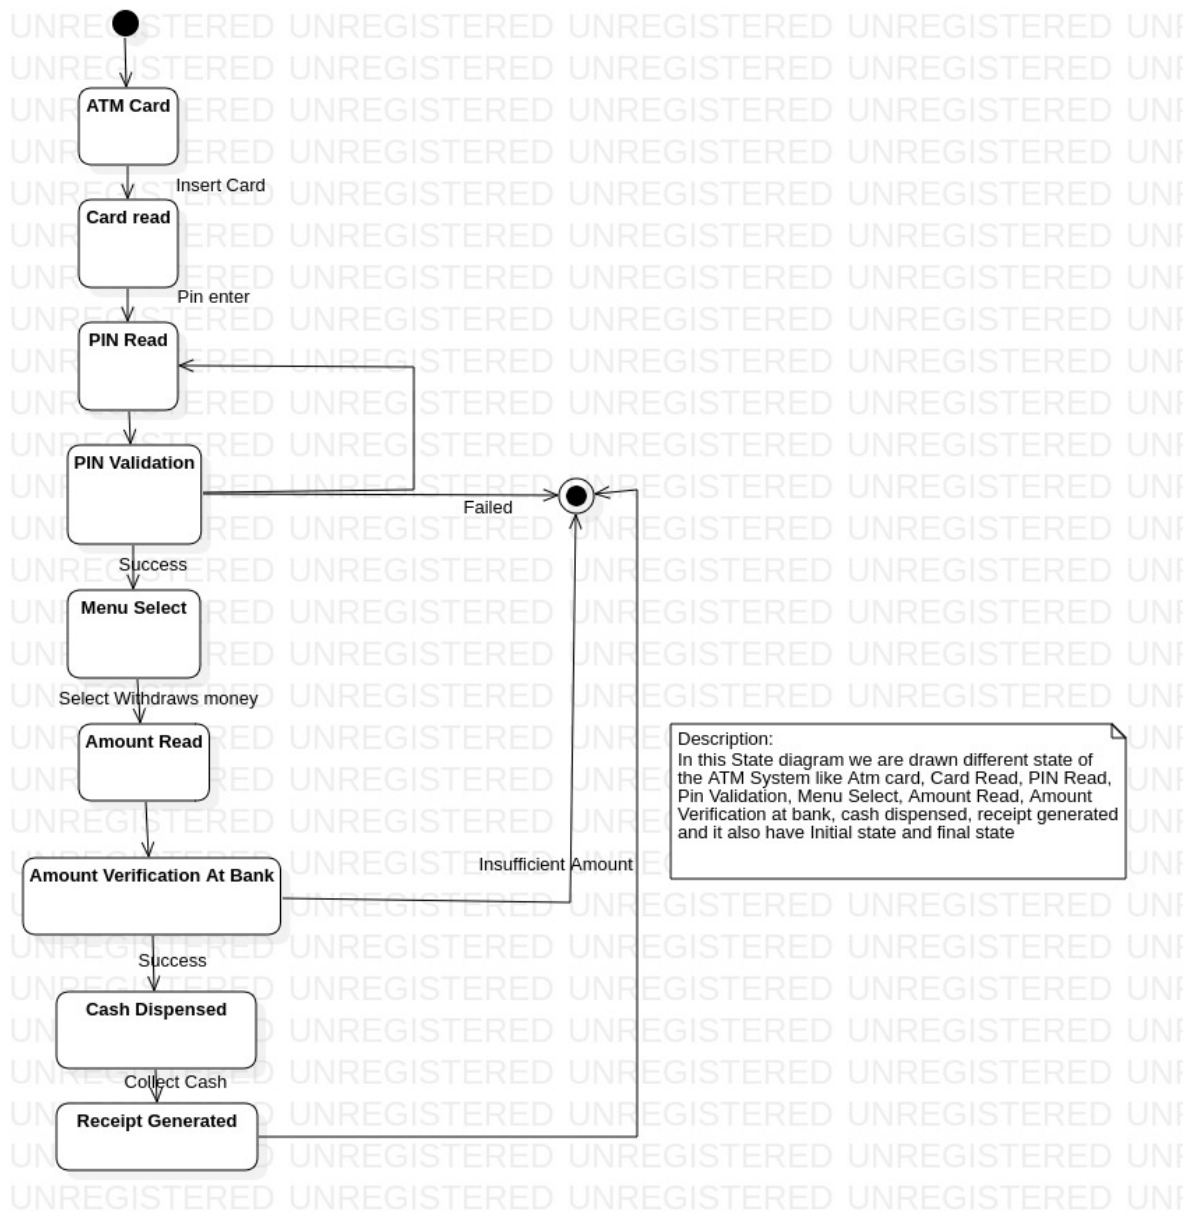 ATM Card
Insert Card
Card read
Pin enter
PIN Read
PIN Validation
Failed
Success
Menu Select
Select Withdraws money
Amount Read
Description:
In this State diagram we are drawn different state of
the ATM System like Atm card, Card Read, PIN Read,
Pin Validation, Menu Select, Amount Read, Amount
Verification at bank, cash dispensed, receipt generated
and it also have Initial state and final state
Insufficient Amount
Amount Verification At Bank
Success
Cash Dispensed
Collect Cash
Receipt Generated
UNREGISTERED